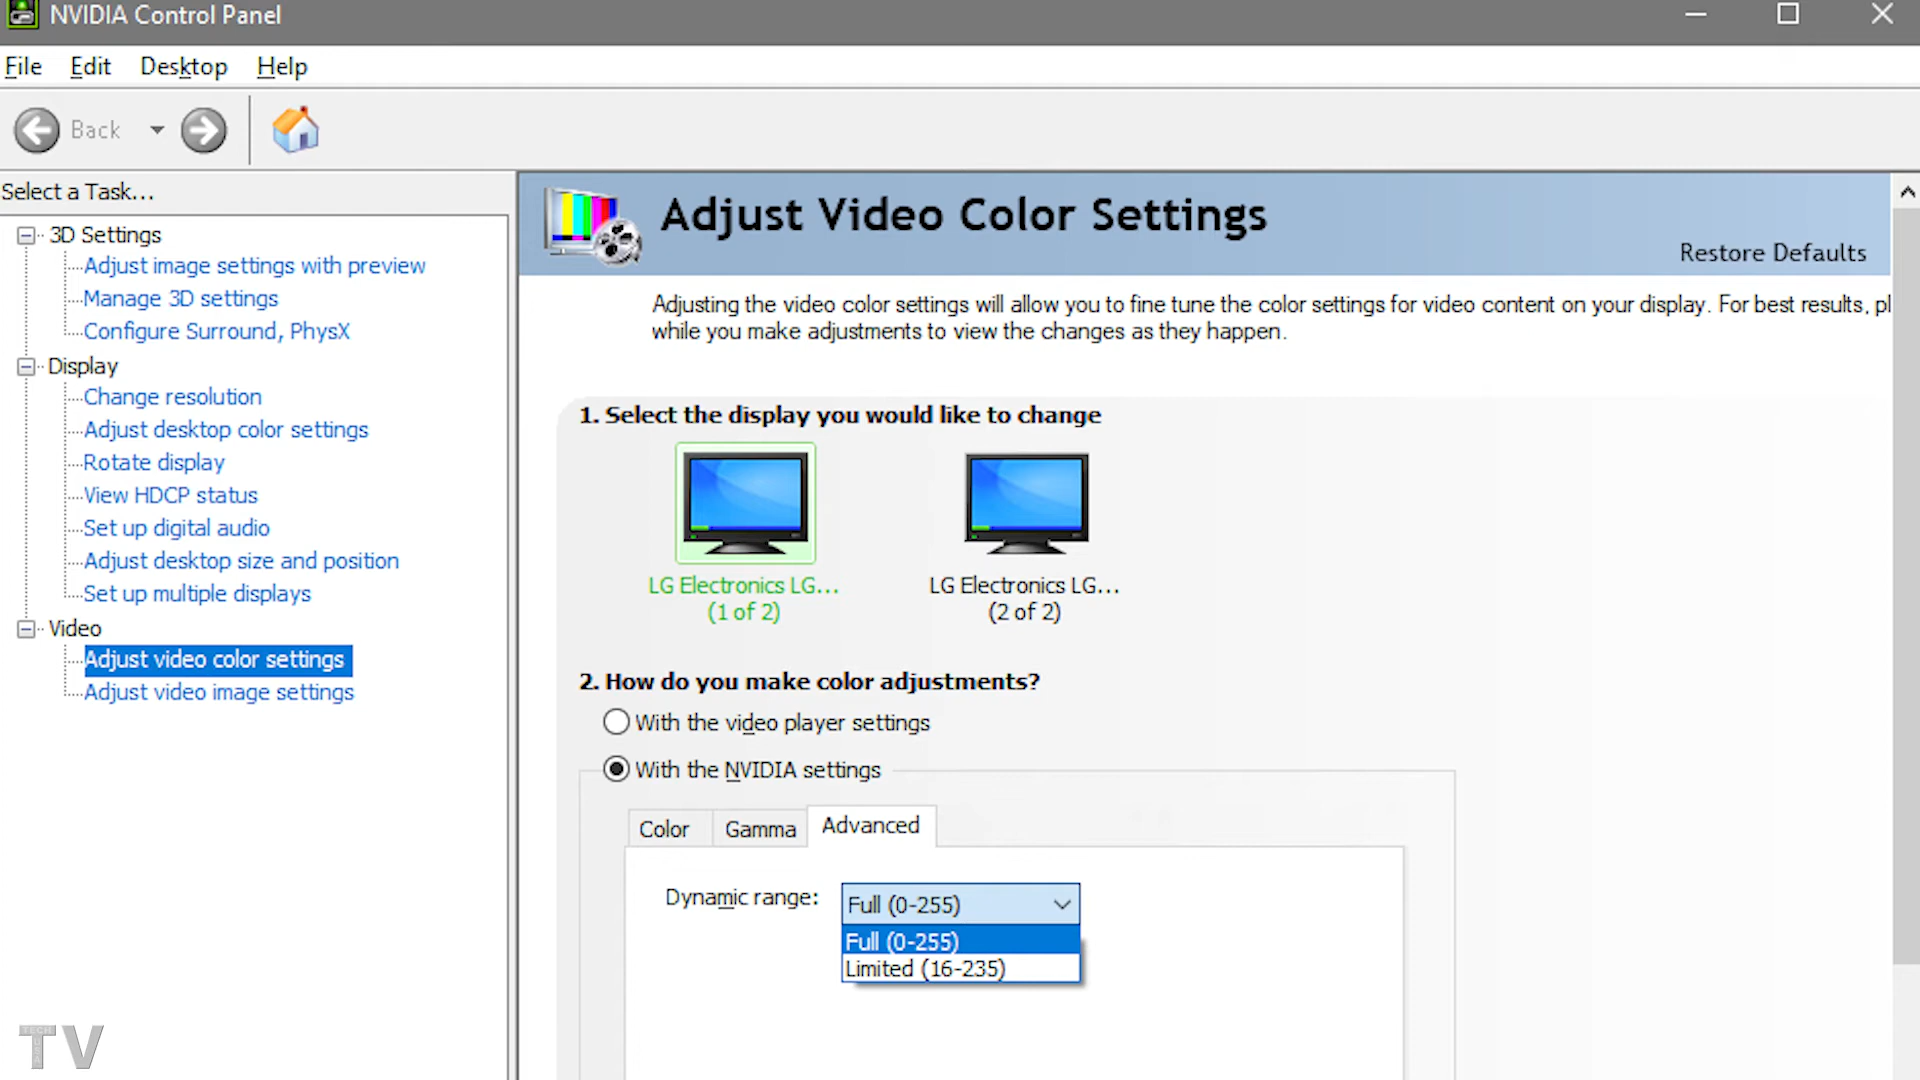 NVIDIA Control Panel
File Edit Desktop Help
Back
Select a Task...
3D Settings
Adjust image settings with preview
Manage 3D settings
Configure Surround, PhysX
Display
Change resolution
Adjust desktop color settings
Rotate display
View HDCP status
Set up digital audio
Adjust desktop size and position
Set up multiple displays
Video
Adjust video color settings
Adjust video image settings
Adjust Video Color Settings
Restore Defaults
Adjusting the video color settings will allow you to fine tune the color settings for video content on your display. For best results, pl
while you make adjustments to view the changes as they happen.
1. Select the display you would like to change
LG Electronics LG...
(1 of 2)
LG Electronics LG...
(2 of 2)
2. How do you make color adjustments?
With the video player settings
With the NVIDIA settings
Color Gamma Advanced
Dynamic range: Full (0-255)
Full (0-255)
Limited (16-235)
TECH
USA
TV